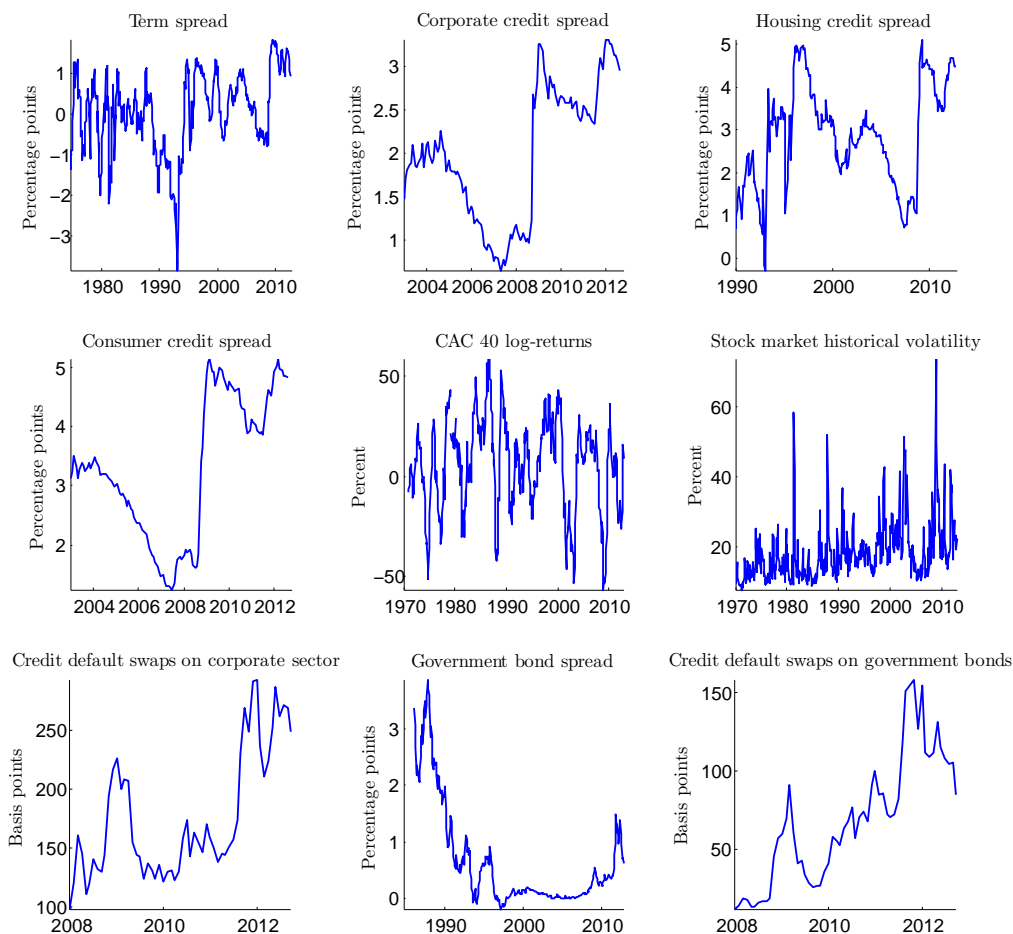 Term spread
Percentage points
1
0
−1
−2
−3
1980 1990 2000 2010
Corporate credit spread
Percentage points
3
2.5
2
1.5
1
2004 2006 2008 2010 2012
Housing credit spread
Percentage points
5
4
3
2
1
0
1990 2000 2010
Consumer credit spread
Percentage points
5
4
3
2
2004 2006 2008 2010 2012
CAC 40 log-returns
Percent
50
0
−50
1970 1980 1990 2000 2010
Stock market historical volatility
Percent
60
40
20
1970 1980 1990 2000 2010
Credit default swaps on corporate sector
Basis points
250
200
150
100
2008 2010 2012
Government bond spread
Percentage points
3
2
1
0
1990 1995 2000 2005 2010
Credit default swaps on government bonds
Basis points
150
100
50
2008 2010 2012